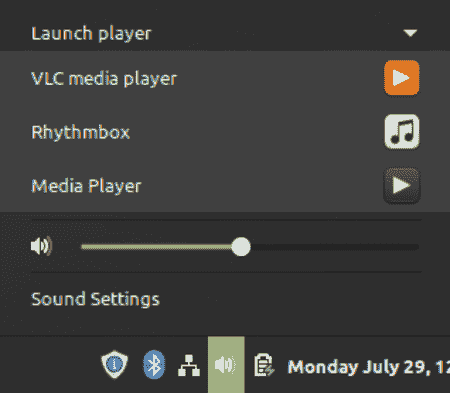 Launch player
VLC media player
Rhythmbox
Media Player
Sound Settings
Monday July 29, 12